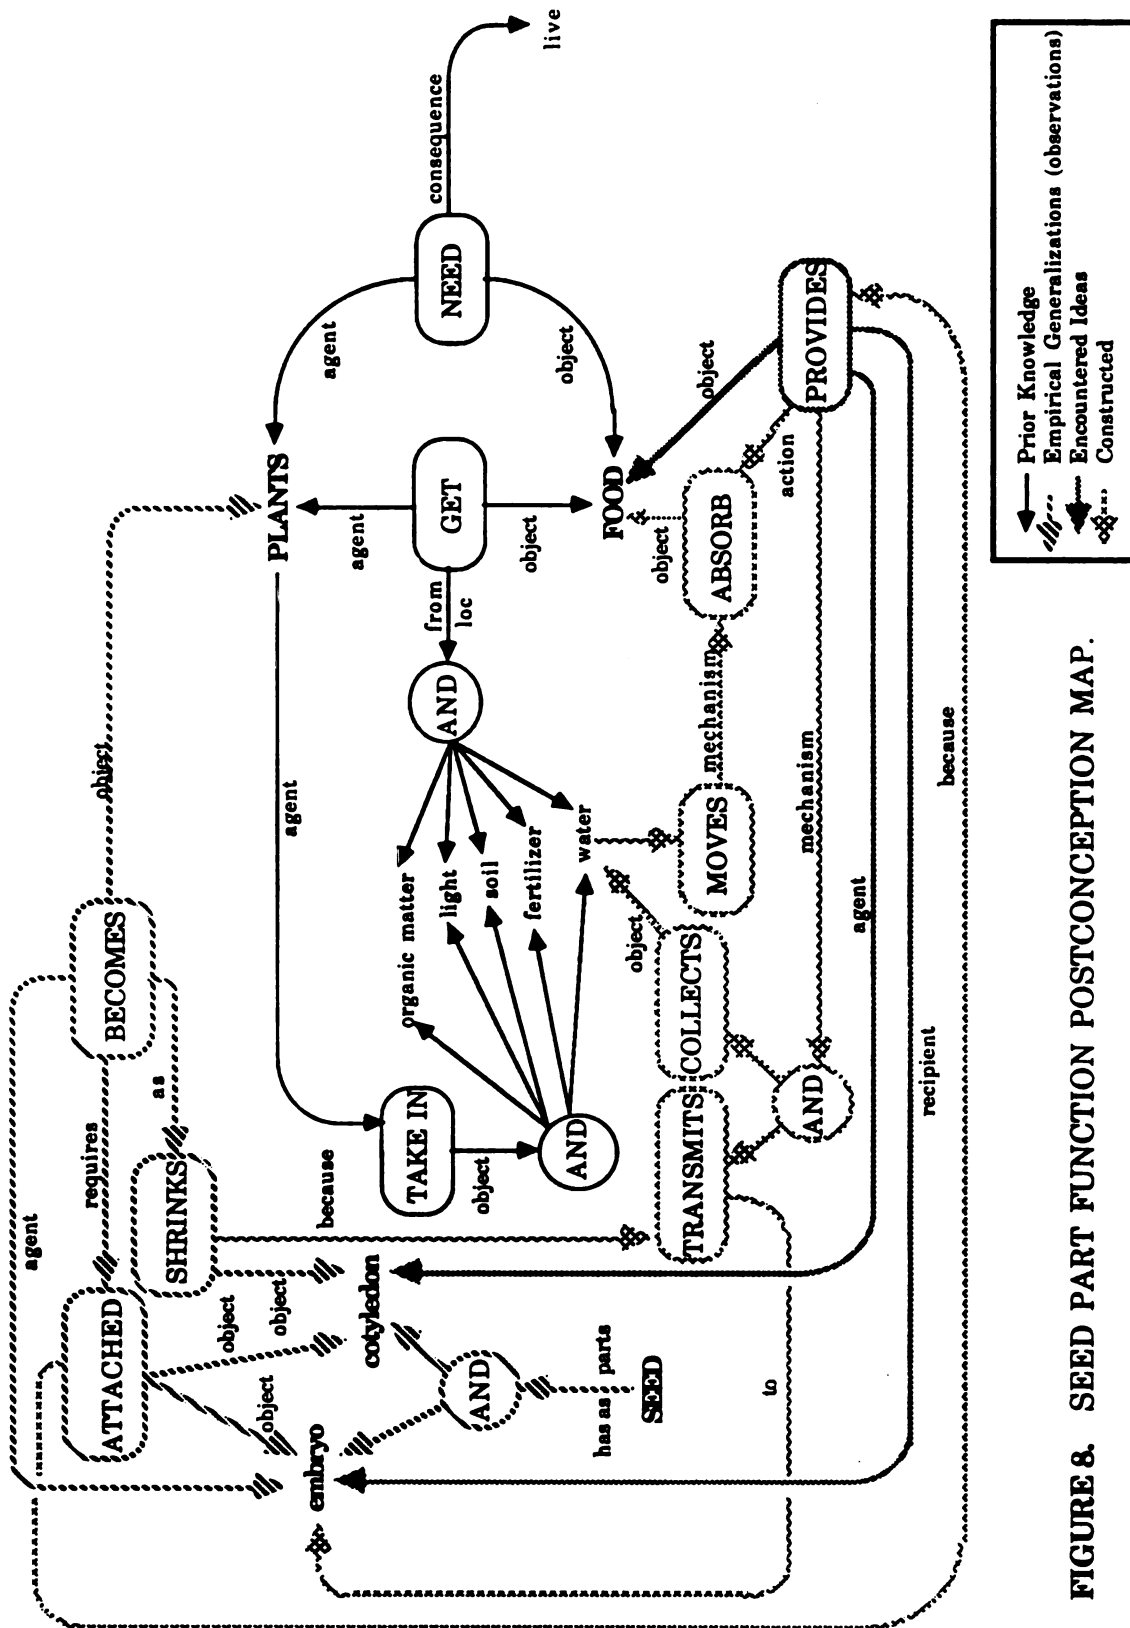 agent
BECOMES
object
requires
as
ATTACHED
SHRINKS
object
object
object
because
embryo
cotyledon
AND
has as parts
SEED
to
PLANTS
agent
agent
agent
NEED
consequence
live
object
GET
object
from
loc
AND
TAKE IN
object
AND
organic matter
light
soil
fertilizer
water
FOOD
object
object
ABSORB
action
PROVIDES
mechanism
MOVES
object
COLLECTS
TRANSMITS
AND
mechanism
agent
recipient
because
Prior Knowledge
Empirical Generalizations (observations)
Encountered Ideas
Constructed
FIGURE 8. SEED PART FUNCTION POSTCONCEPTION MAP.